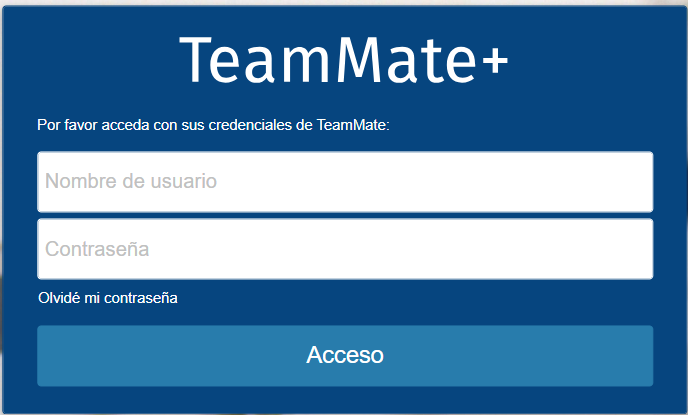 TeamMate+
Por favor acceda con sus credenciales de TeamMate:
Nombre de usuario
Contraseña
Olvidé mi contraseña
Acceso